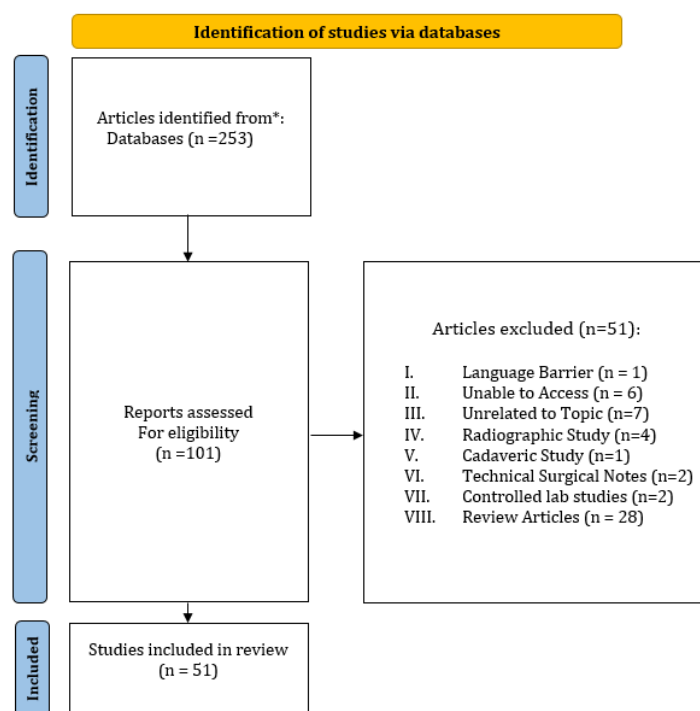 Identification of studies via databases
Identification
Articles identified from*:
Databases (n =253)
Screening
Reports assessed
For eligibility
(n =101)
Articles excluded (n=51):
I. Language Barrier (n = 1)
II. Unable to Access (n = 6)
III. Unrelated to Topic (n=7)
IV. Radiographic Study (n=4)
V. Cadaveric Study (n=1)
VI. Technical Surgical Notes (n=2)
VII. Controlled lab studies (n=2)
VIII. Review Articles (n = 28)
Included
Studies included in review
(n = 51)